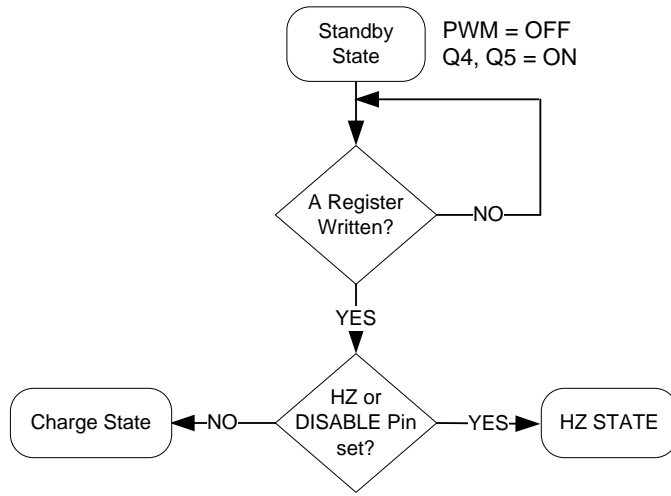 Standby
State
PWM = OFF
Q4, Q5 = ON
A Register
Written?
NO
YES
HZ or
DISABLE Pin
set?
NO
Charge State
YES
HZ STATE